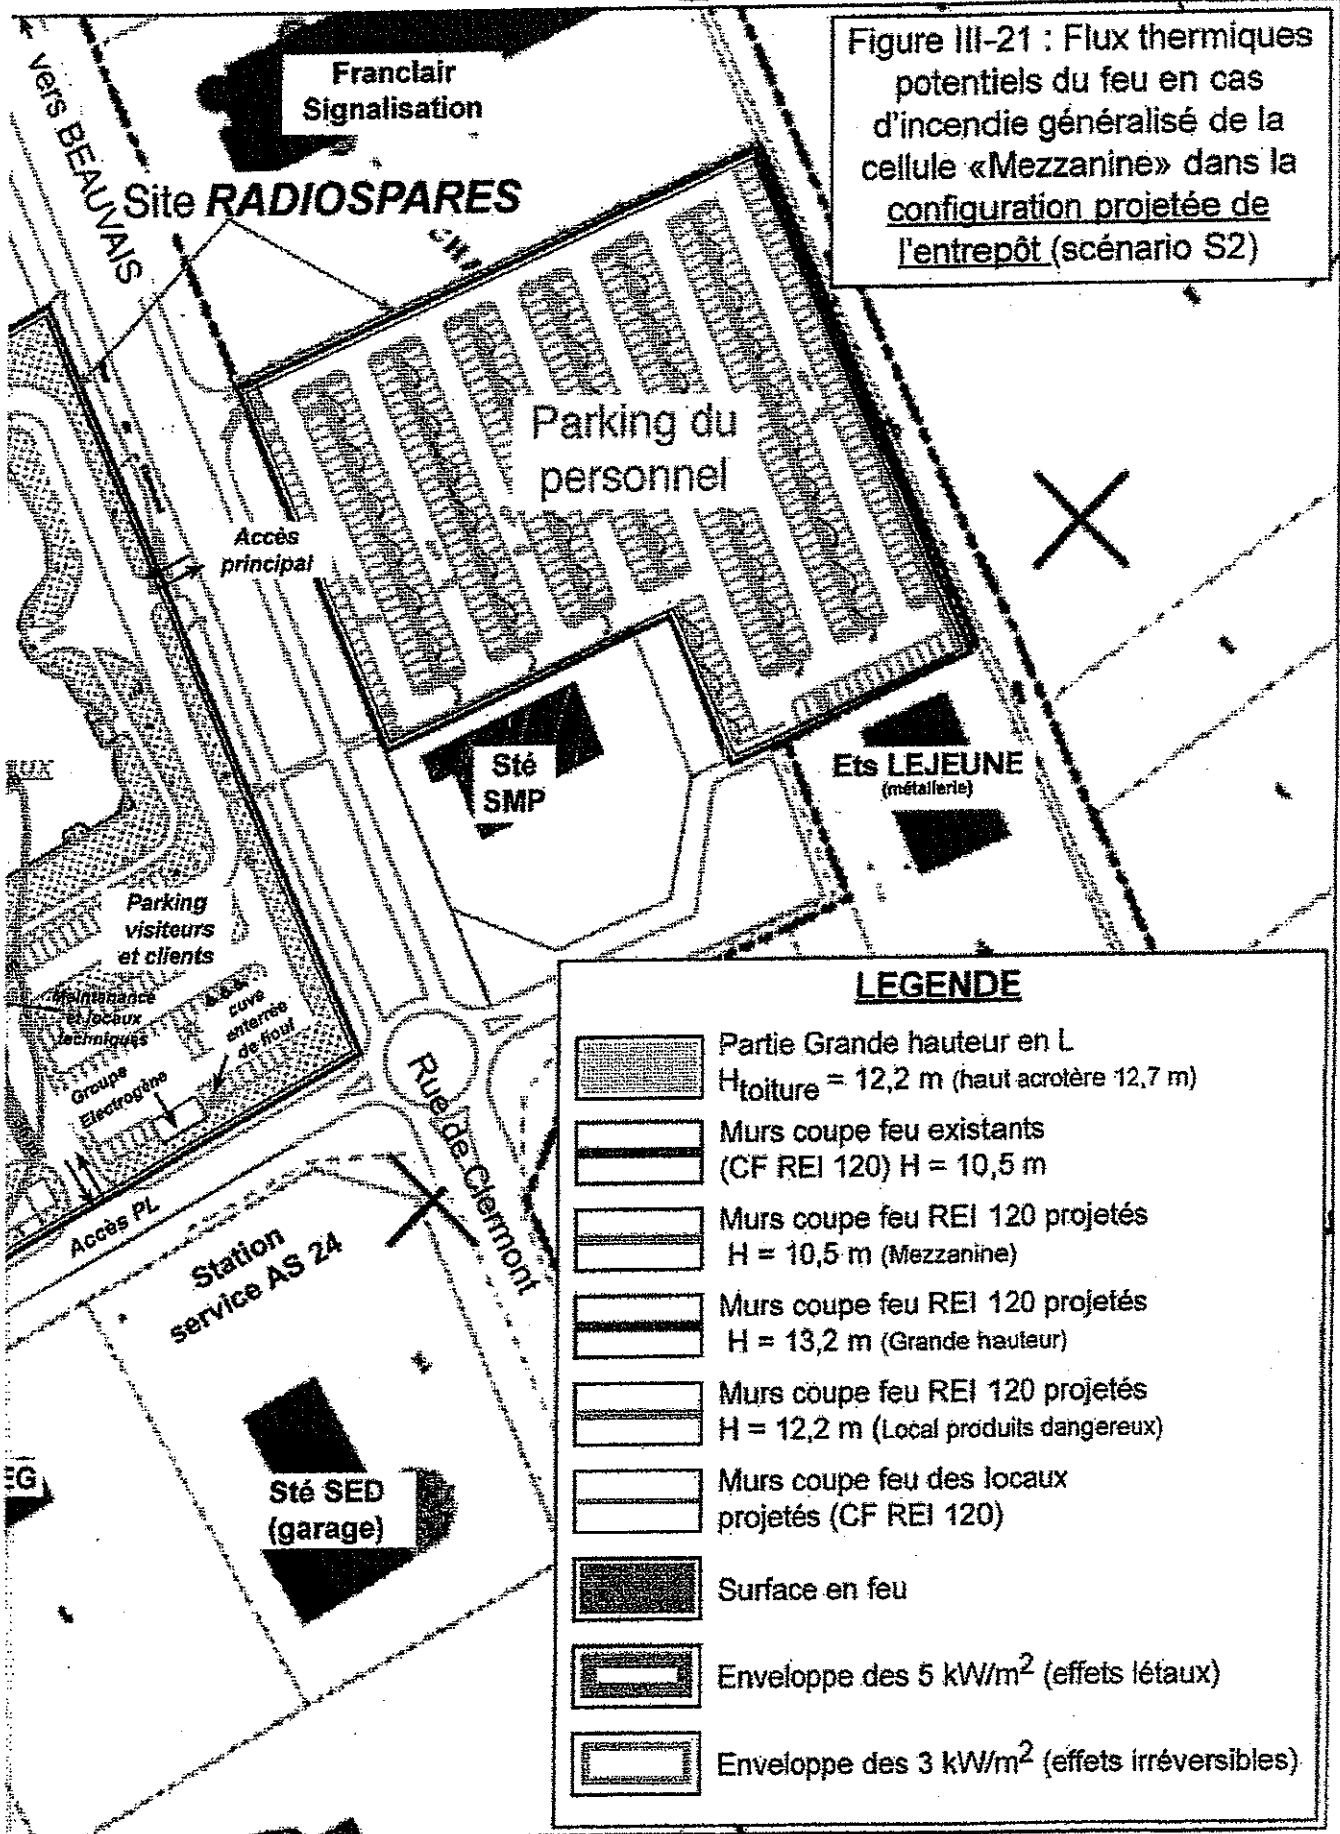 Figure III-21 : Flux thermiques
potentiels du feu en cas
d'incendie généralisé de la
cellule «Mezzanine» dans la
configuration projetée de
l'entrepôt (scénario S2)
vers BEAUVAIS
Franclair
Signalisation
Site RADIOSPARES
Parking du
personnel
Accès
principal
Sté
SMP
Ets LEJEUNE
(métallerie)
UX
Parking
visiteurs
et clients
Maintenance
et locaux
techniques
cuve
enterrée
de fioul
Groupe
Electrogène
Accès PL
Rue de Clermont
Station
service AS 24
EG
Sté SED
(garage)
LEGENDE
Partie Grande hauteur en L
Htoiture = 12,2 m (haut acrotère 12,7 m)
Murs coupe feu existants
(CF REI 120) H = 10,5 m
Murs coupe feu REI 120 projetés
H = 10,5 m (Mezzanine)
Murs coupe feu REI 120 projetés
H = 13,2 m (Grande hauteur)
Murs coupe feu REI 120 projetés
H = 12,2 m (Local produits dangereux)
Murs coupe feu des locaux
projetés (CF REI 120)
Surface en feu
Enveloppe des 5 kW/m² (effets létaux)
Enveloppe des 3 kW/m² (effets irréversibles)